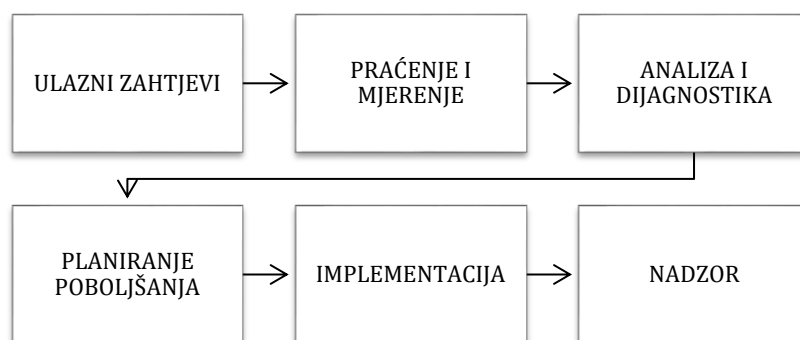 ULAZNI ZAHTJEVI
PRAĆENJE I
MJERENJE
ANALIZA I
DIJAGNOSTIKA
PLANIRANJE
POBOLJŠANJA
IMPLEMENTACIJA
NADZOR